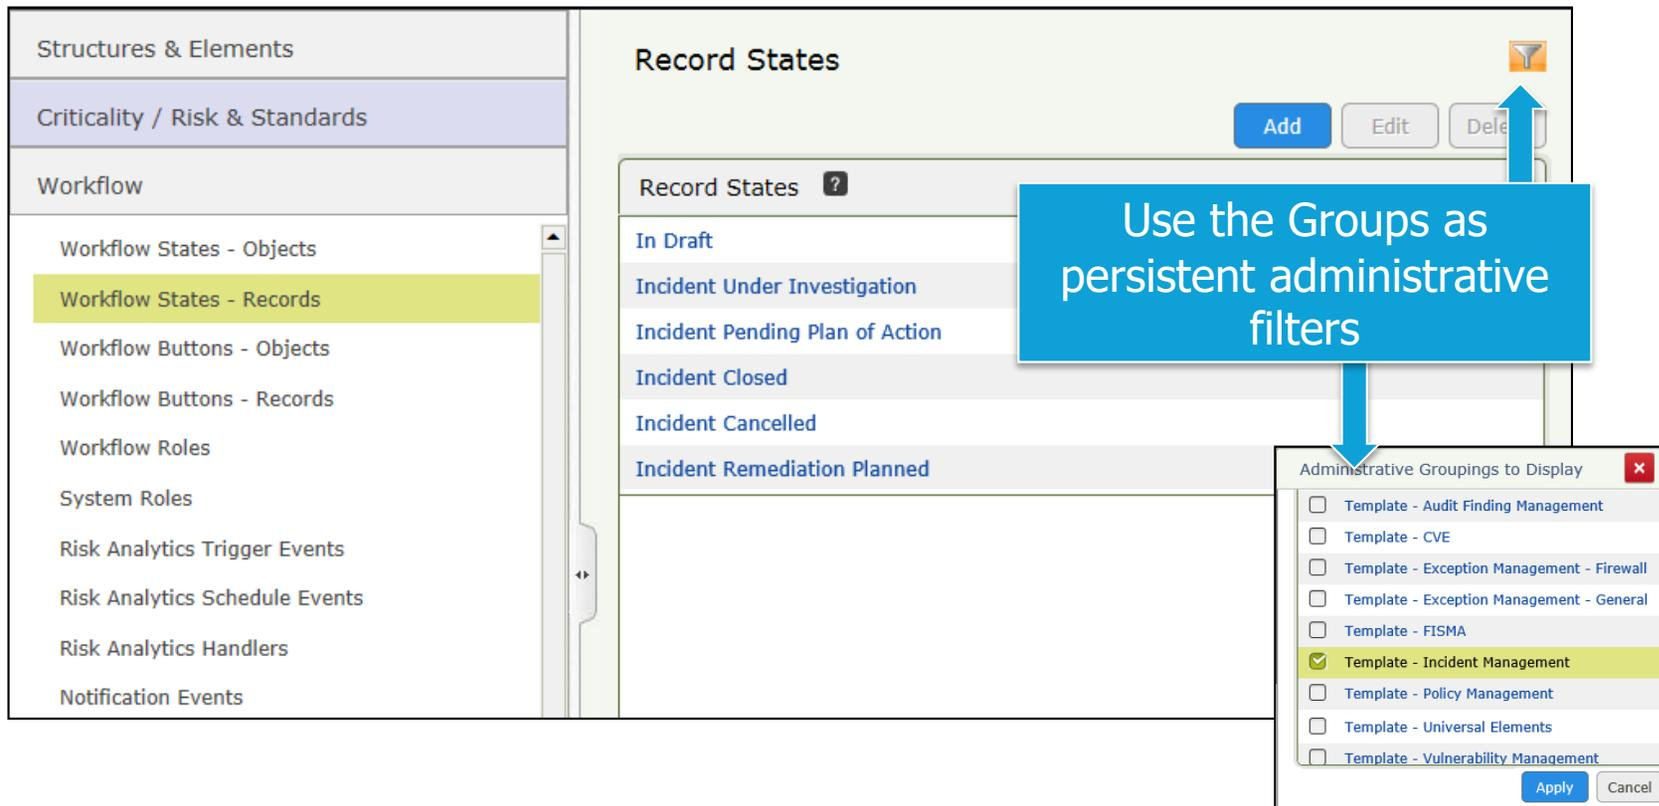 Structures & Elements
Criticality / Risk & Standards
Workflow
Workflow States - Objects
Workflow States - Records
Workflow Buttons - Objects
Workflow Buttons - Records
Workflow Roles
System Roles
Risk Analytics Trigger Events
Risk Analytics Schedule Events
Risk Analytics Handlers
Notification Events
Record States
Add Edit
Record States ?
In Draft
Incident Under Investigation
Incident Pending Plan of Action
Incident Closed
Incident Cancelled
Incident Remediation Planned
Use the Groups as
persistent administrative
filters
Administrative Groupings to Display
Template - Audit Finding Management
Template - CVE
Template - Exception Management - Firewall
Template - Exception Management - General
Template - FISMA
Template - Incident Management
Template - Policy Management
Template - Universal Elements
Template - Vulnerability Management
Apply Cancel